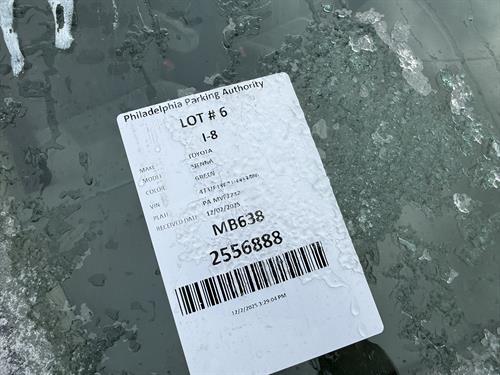 Philadelphia Parking Authority
LOT # 6
I-8
MAKE TOYOTA
MODEL SIENNA
COLOR GREEN
VIN
PLATE PA
RECEIVED DATE 12/02/2025
MB638
2556888
12/2/2025 3:29:04 PM